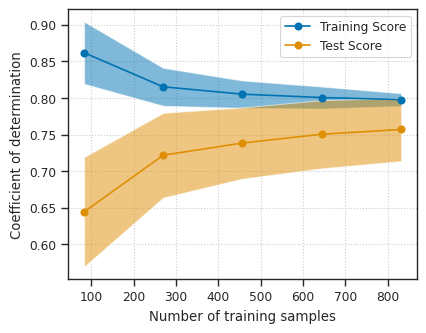 Coefficient of determination
0.90
0.85
0.80
0.75
0.70
0.65
0.60
Training Score
Test Score
100 200 300 400 500 600 700 800
Number of training samples